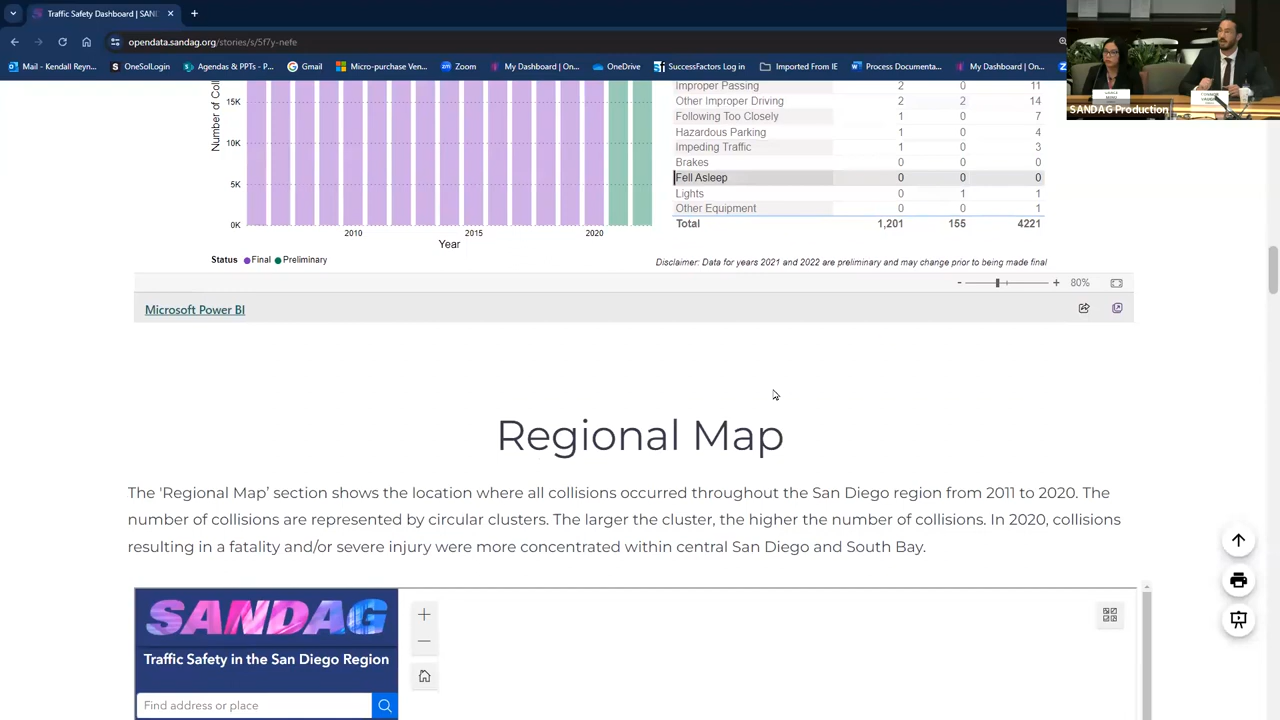 Traffic Safety Dashboard | SAN
opendata.sandag.org/stories/s/5f7y-nefe
Mail - Kendall Reyn...
OneSolLogin
Agendas & PPTs - P...
Gmail
Micro-purchase Wor...
Zoom
My Dashboard | On...
OneDrive
SuccessFactors Log in
Imported From IE
Process Documenta...
My Dashboard | On...
SANDAG Production
Number of Coll
15K
10K
5K
0K
2010 2015 2020
Year
Status Final Preliminary
Improper Passing 2 0 11
Other Improper Driving 2 2 14
Following Too Closely 1 0 7
Hazardous Parking 1 0 4
Impeding Traffic 1 0 3
Brakes 0 0 0
Fell Asleep 0 0 0
Lights 0 1 1
Other Equipment 0 0 1
Total 1,201 155 4221
Disclaimer: Data for years 2021 and 2022 are preliminary and may change prior to being made final
- + 80%
Microsoft Power BI
Regional Map
The 'Regional Map' section shows the location where all collisions occurred throughout the San Diego region from 2011 to 2020. The
number of collisions are represented by circular clusters. The larger the cluster, the higher the number of collisions. In 2020, collisions
resulting in a fatality and/or severe injury were more concentrated within central San Diego and South Bay.
SANDAG
Traffic Safety in the San Diego Region
Find address or place